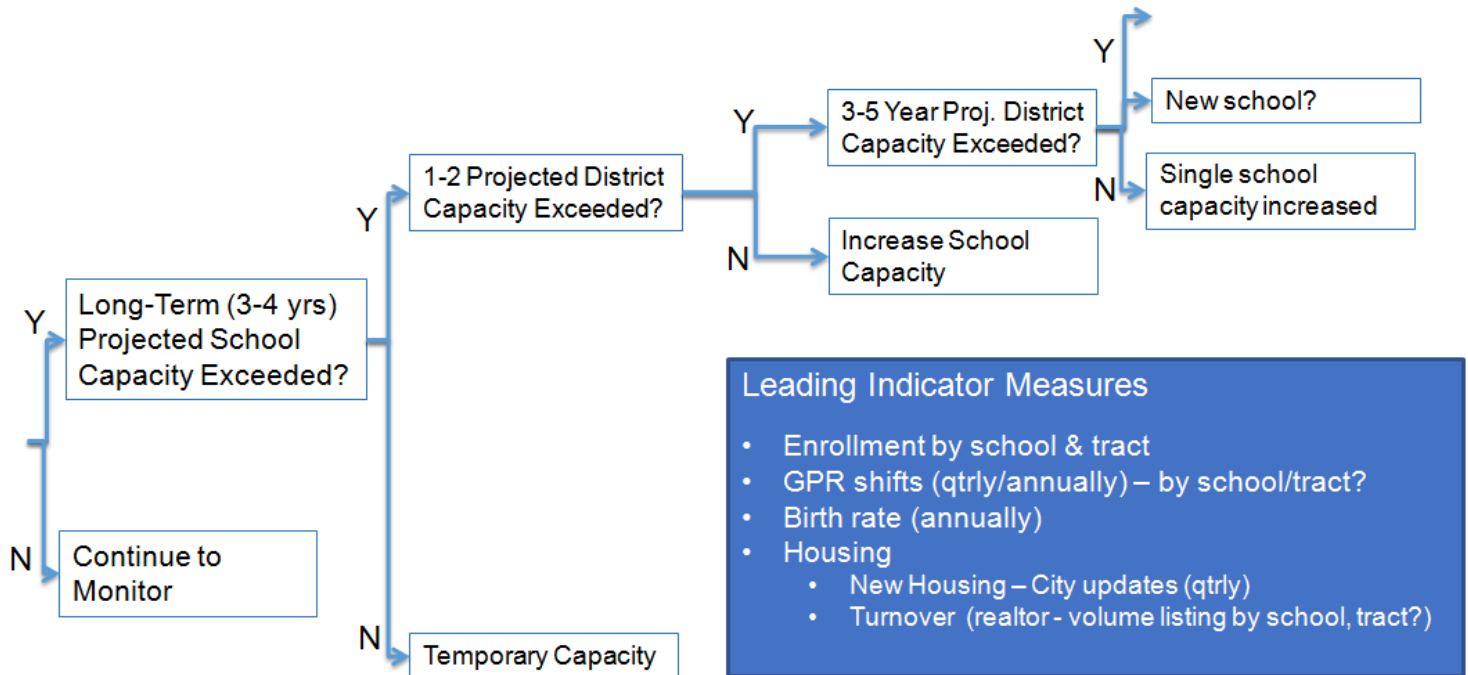 Y
New school?
Y
3-5 Year Proj. District
Capacity Exceeded?
N
Single school
capacity increased
Y
1-2 Projected District
Capacity Exceeded?
N
Increase School
Capacity
Y
Long-Term (3-4 yrs)
Projected School
Capacity Exceeded?
N
Continue to
Monitor
N
Temporary Capacity
Leading Indicator Measures
• Enrollment by school & tract
• GPR shifts (qtrly/annually) – by school/tract?
• Birth rate (annually)
• Housing
• New Housing – City updates (qtrly)
• Turnover (realtor - volume listing by school, tract?)